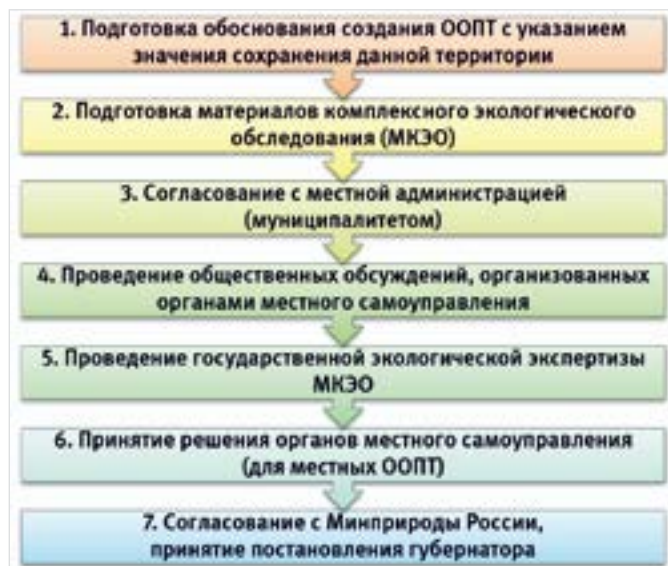 1. Подготовка обоснования создания ООПТ с указанием
значения сохранения данной территории
2. Подготовка материалов комплексного экологического
обследования (МКЭО)
3. Согласование с местной администрацией
(муниципалитетом)
4. Проведение общественных обсуждений, организованных
органами местного самоуправления
5. Проведение государственной экологической экспертизы
МКЭО
6. Принятие решения органов местного самоуправления
(для местных ООПТ)
7. Согласование с Минприроды России,
принятие постановления губернатора